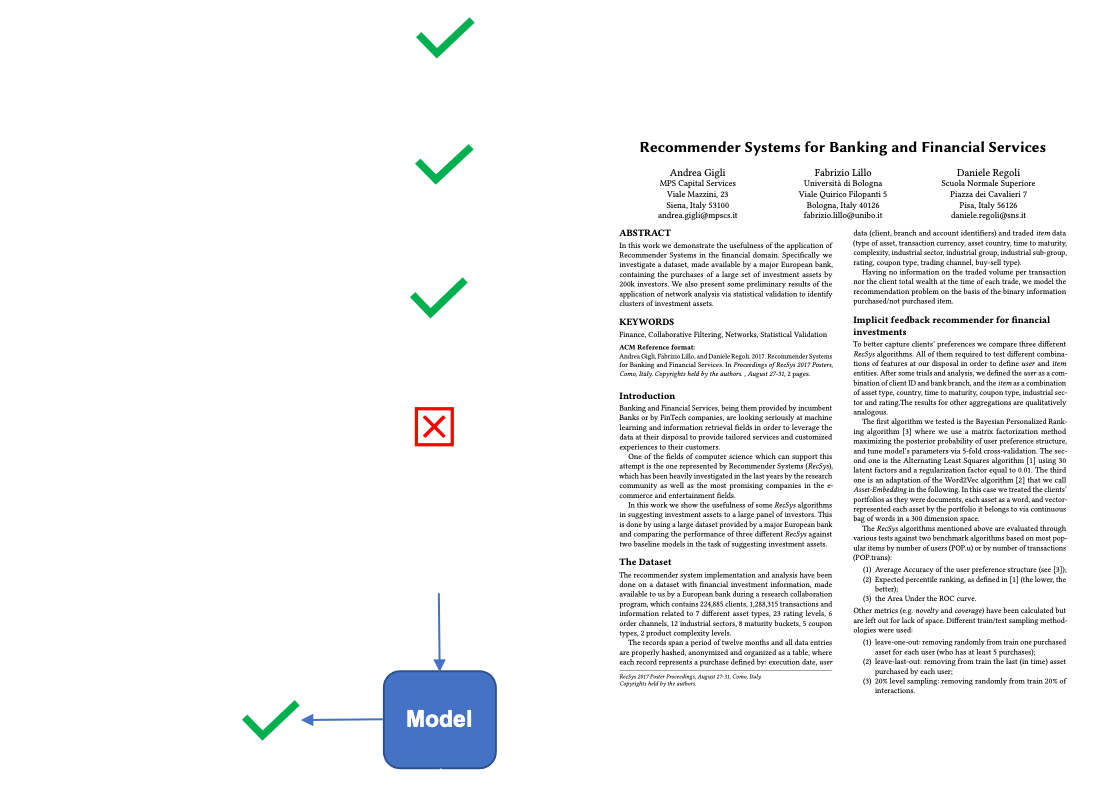 Recommender Systems for Banking and Financial Services
Andrea Gigli
MPS Capital Services
Viale Mazzini, 23
Siena, Italy 53100
andrea.gigli@mpscs.it
Fabrizio Lillo
Università di Bologna
Viale Quirico Filopanti 5
Bologna, Italy 40126
fabrizio.lillo@unibo.it
Daniele Regoli
Scuola Normale Superiore
Piazza dei Cavalieri 7
Pisa, Italy 56126
daniele.regoli@sns.it
ABSTRACT
In this work we demonstrate the usefulness of the application of
Recommender Systems in the financial domain. Specifically we
investigate a dataset, made available by a major European bank,
containing the purchases of a large set of investment assets by
200k investors. We also present some preliminary results of the
application of network analysis via statistical validation to identify
clusters of investment assets.
KEYWORDS
Finance, Collaborative Filtering, Networks, Statistical Validation
ACM Reference format:
Andrea Gigli, Fabrizio Lillo, and Daniele Regoli. 2017. Recommender Systems
for Banking and Financial Services. In Proceedings of RecSys 2017 Posters,
Como, Italy. Copyrights held by the authors. , August 27-31, 2 pages.
Introduction
Banking and Financial Services, being them provided by incumbent
Banks or by FinTech companies, are looking seriously at machine
learning and information retrieval fields in order to leverage the
data at their disposal to provide tailored services and customized
experiences to their customers.
One of the fields of computer science which can support this
attempt is the one represented by Recommender Systems (RecSys),
which has been heavily investigated in the last years by the research
community as well as the most promising companies in the e-
commerce and entertainment fields.
In this work we show the usefulness of some RecSys algorithms
in suggesting investment assets to a large panel of investors. This
is done by using a large dataset provided by a major European bank
and comparing the performance of three different RecSys against
two baseline models in the task of suggesting investment assets.
The Dataset
The recommender system implementation and analysis have been
done on a dataset with financial investment information, made
available to us by a European bank during a research collaboration
program, which contains 224,885 clients, 1,288,315 transactions and
information related to 7 different asset types, 23 rating levels, 6
order channels, 12 industrial sectors, 8 maturity buckets, 5 coupon
types, 2 product complexity levels.
The records span a period of twelve months and all data entries
are properly hashed, anonymized and organized as a table, where
each record represents a purchase defined by: execution date, user
RecSys 2017 Poster Proceedings, August 27-31, Como, Italy.
Copyrights held by the authors.
data (client, branch and account identifiers) and traded item data
(type of asset, transaction currency, asset country, time to maturity,
complexity, industrial sector, industrial group, industrial sub-group,
rating, coupon type, trading channel, buy-sell type).
Having no information on the traded volume per transaction
nor the client total wealth at the time of each trade, we model the
recommendation problem on the basis of the binary information
purchased/not purchased item.
Implicit feedback recommender for financial
investments
To better capture clients' preferences we compare three different
RecSys algorithms. All of them required to test different combina-
tions of features at our disposal in order to define user and item
entities. After some trials and analysis, we defined the user as a com-
bination of client ID and bank branch, and the item as a combination
of asset type, country, time to maturity, coupon type, industrial sec-
tor and rating.The results for other aggregations are qualitatively
analogous.
The first algorithm we tested is the Bayesian Personalized Rank-
ing algorithm [3] where we use a matrix factorization method
maximizing the posterior probability of user preference structure,
and tune model's parameters via 5-fold cross-validation. The sec-
ond one is the Alternating Least Squares algorithm [1] using 30
latent factors and a regularization factor equal to 0.01. The third
one is an adaptation of the Word2Vec algorithm [2] that we call
Asset-Embedding in the following. In this case we treated the clients'
portfolios as they were documents, each asset as a word, and vector-
represented each asset by the portfolio it belongs to via continuous
bag of words in a 300 dimension space.
The RecSys algorithms mentioned above are evaluated through
various tests against two benchmark algorithms based on most pop-
ular items by number of users (POP.u) or by number of transactions
(POP.trans):
(1) Average Accuracy of the user preference structure (see [3]);
(2) Expected percentile ranking, as defined in [1] (the lower, the
better);
(3) the Area Under the ROC curve.
Other metrics (e.g. novelty and coverage) have been calculated but
are left out for lack of space. Different train/test sampling method-
ologies were used:
(1) leave-one-out: removing randomly from train one purchased
asset for each user (who has at least 5 purchases);
(2) leave-last-out: removing from train the last (in time) asset
purchased by each user;
(3) 20% level sampling: removing randomly from train 20% of
interactions.
Model